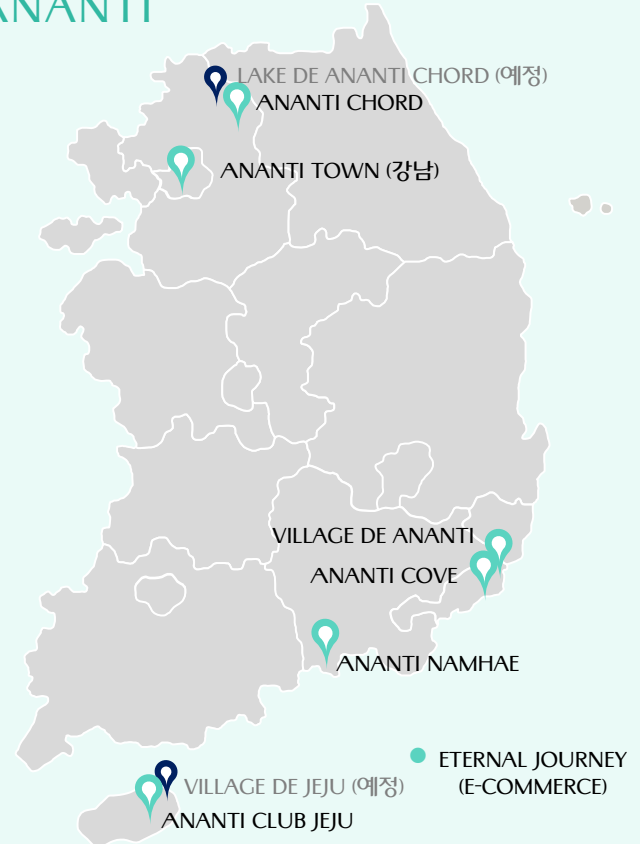 ANANTI
LAKE DE ANANTI CHORD (예정)
ANANTI CHORD
ANANTI TOWN (강남)
VILLAGE DE ANANTI
ANANTI COVE
ANANTI NAMHAE
ETERNAL JOURNEY
(E-COMMERCE)
VILLAGE DE JEJU (예정)
ANANTI CLUB JEJU